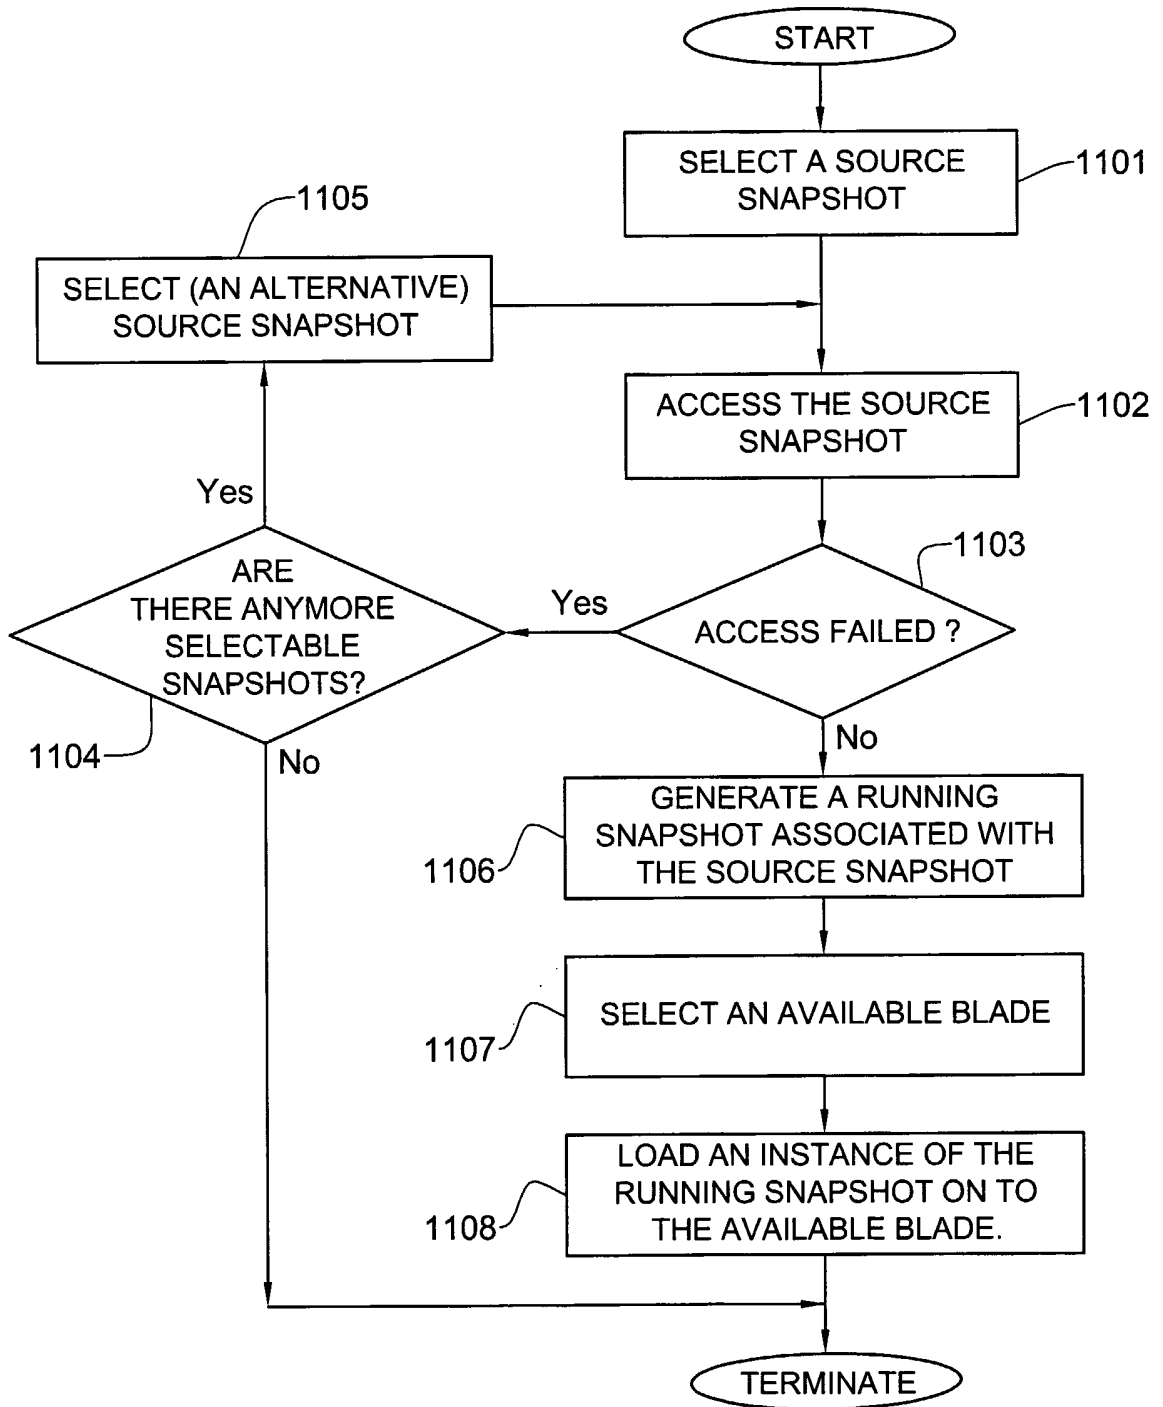 START
SELECT A SOURCE
SNAPSHOT
1101
1105
SELECT (AN ALTERNATIVE)
SOURCE SNAPSHOT
ACCESS THE SOURCE
SNAPSHOT
1102
Yes
1103
ARE
THERE ANYMORE
SELECTABLE
SNAPSHOTS?
Yes
ACCESS FAILED ?
1104
No
No
GENERATE A RUNNING
SNAPSHOT ASSOCIATED WITH
THE SOURCE SNAPSHOT
1106
SELECT AN AVAILABLE BLADE
1107
LOAD AN INSTANCE OF THE
RUNNING SNAPSHOT ON TO
THE AVAILABLE BLADE.
1108
TERMINATE